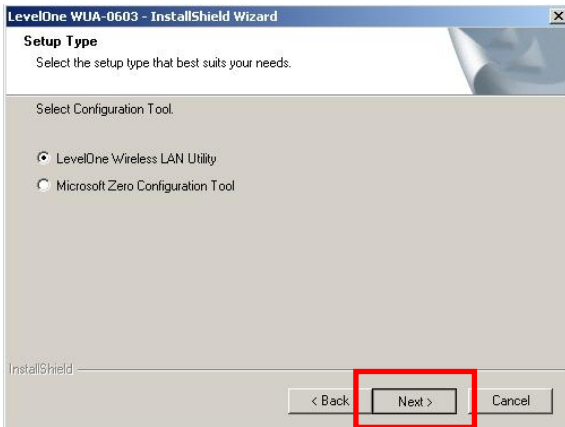 LevelOne WUA-0603 - InstallShield Wizard
Setup Type
Select the setup type that best suits your needs.
Select Configuration Tool.
LevelOne Wireless LAN Utility
Microsoft Zero Configuration Tool
InstallShield
< Back
Next >
Cancel